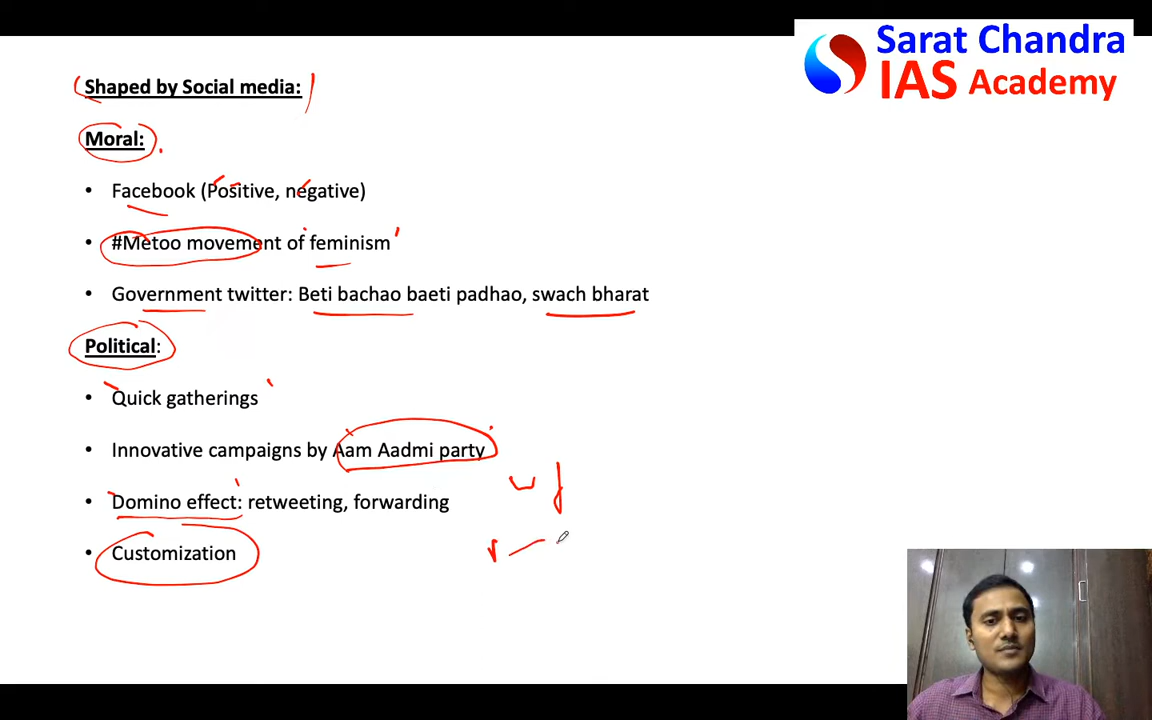 Sarat Chandra
IAS Academy
Shaped by Social media:
Moral:
• Facebook (Positive, negative)
• #Metoo movement of feminism
• Government twitter: Beti bachao baeti padhao, swach bharat
Political:
• Quick gatherings
• Innovative campaigns by Aam Aadmi party
• Domino effect: retweeting, forwarding
• Customization